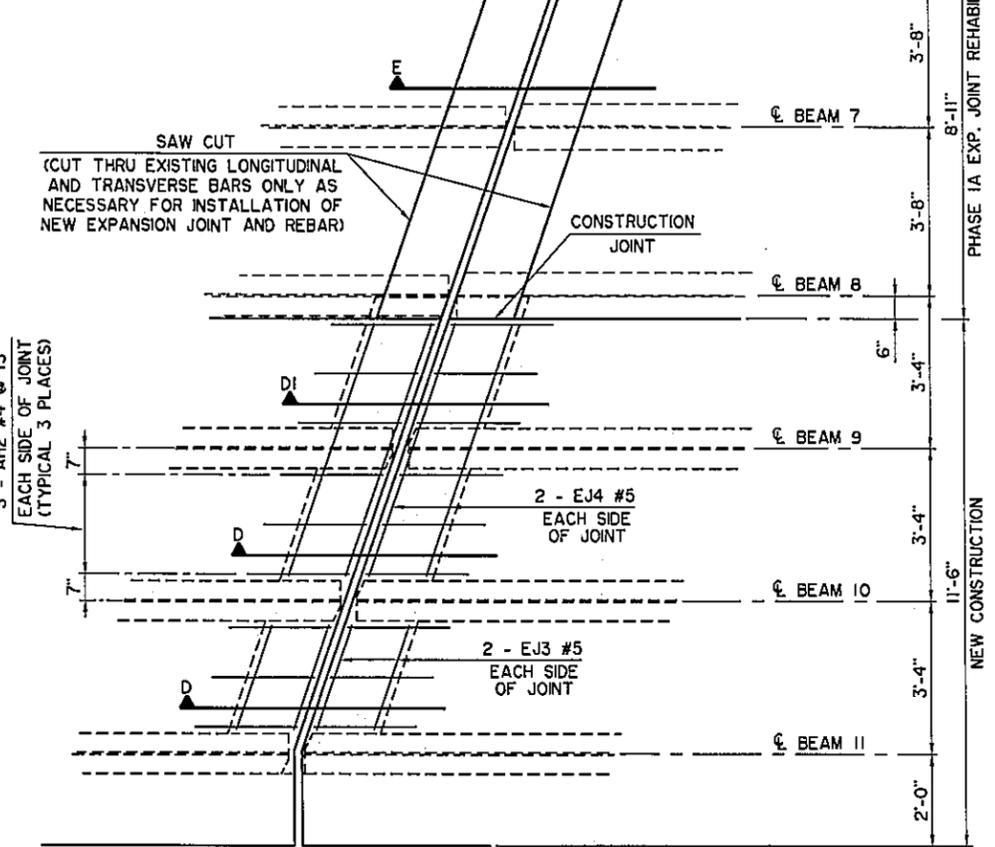 3'-8"
E
℄ BEAM 7
8'-11"
PHASE 1A EXP. JOINT
SAW CUT
(CUT THRU EXISTING LONGITUDINAL
AND TRANSVERSE BARS ONLY AS
NECESSARY FOR INSTALLATION OF
NEW EXPANSION JOINT AND REBAR)
3'-8"
CONSTRUCTION
JOINT
℄ BEAM 8
6"
3'-4"
D1
EACH SIDE OF JOINT
(TYPICAL 3 PLACES)
7"
℄ BEAM 9
2 - EJ4 #5
EACH SIDE
OF JOINT
3'-4"
D
7"
℄ BEAM 10
11'-6"
NEW CONSTRUCTION
2 - EJ3 #5
EACH SIDE
OF JOINT
3'-4"
D
℄ BEAM 11
2'-0"